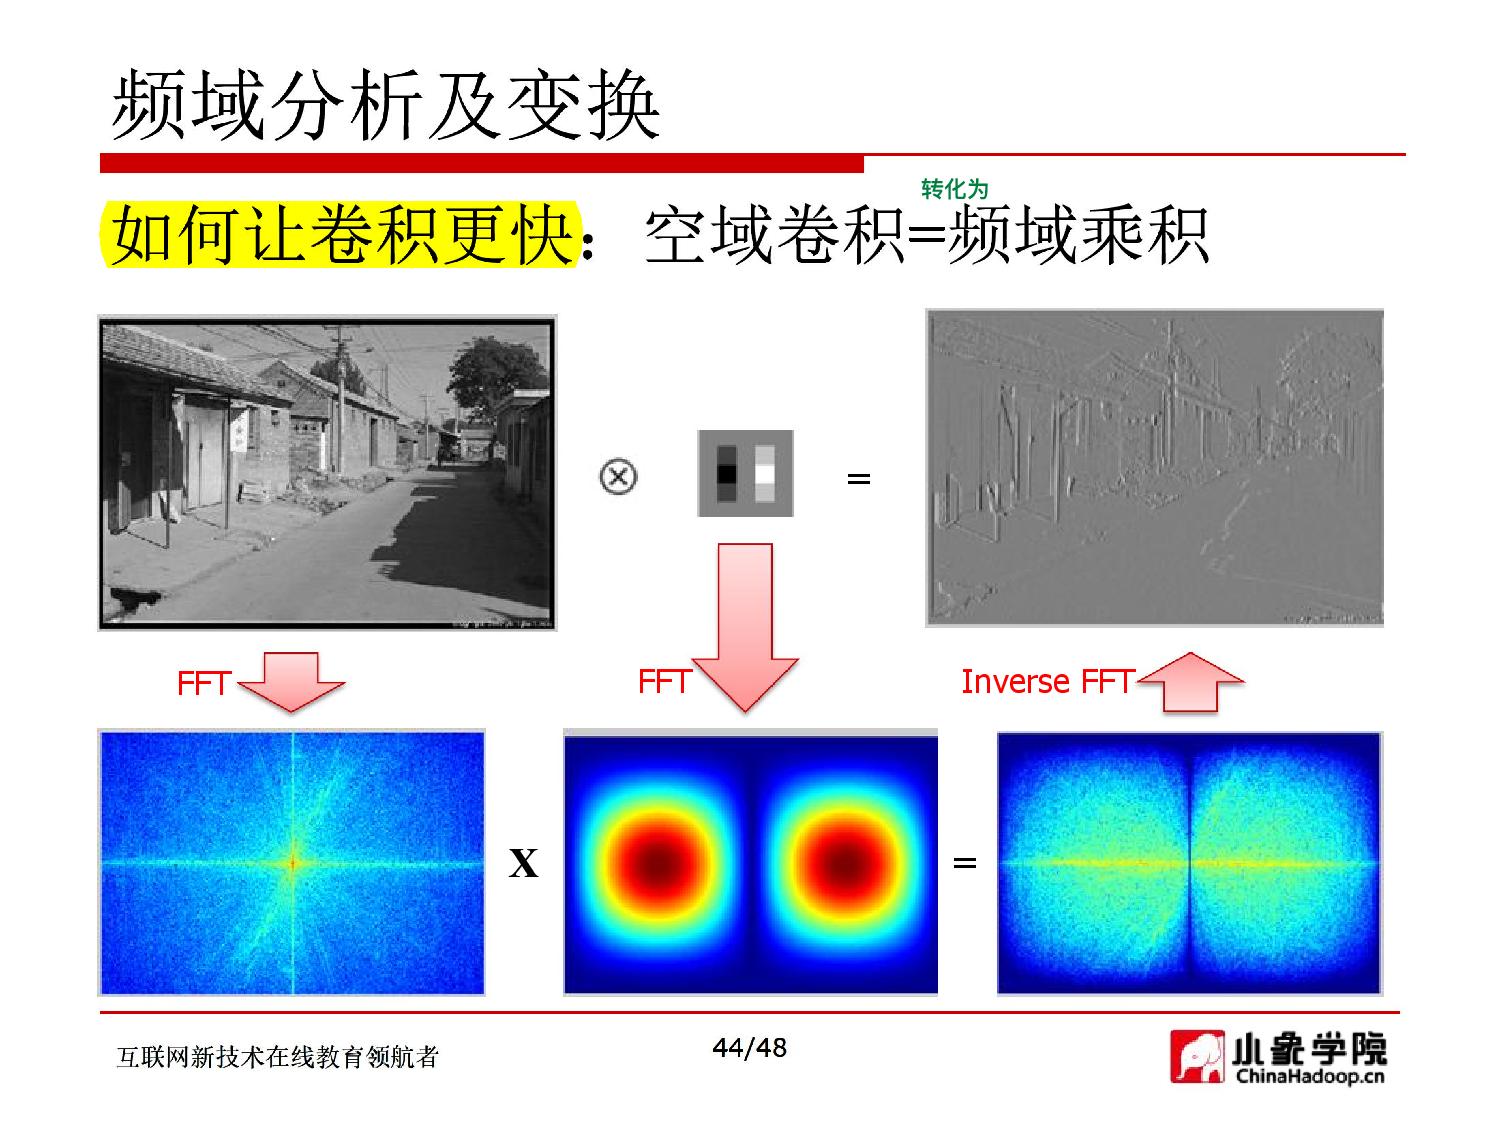 频域分析及变换
转化为
如何让卷积更快：空域卷积=频域乘积
⊗
=
FFT
FFT
Inverse FFT
X
=
互联网新技术在线教育领航者
44/48
小象学院
ChinaHadoop.cn